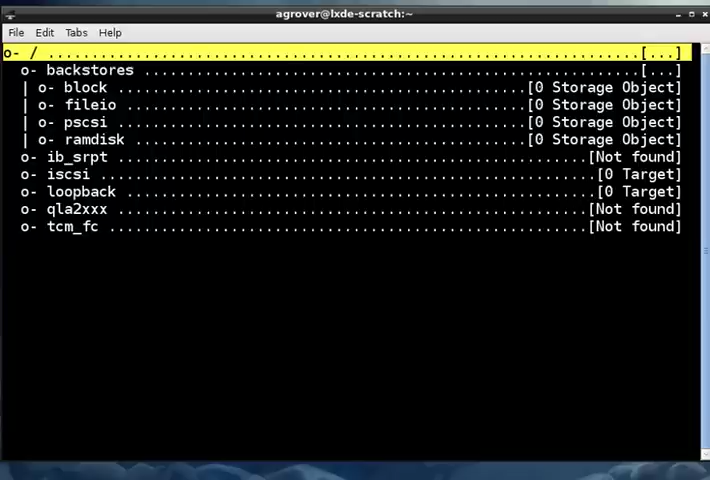 agrover@lxde-scratch:~
File Edit Tabs Help
o- / ....................................................................[...]
o- backstores .........................................................[...]
| o- block ................................................[0 Storage Object]
| o- fileio ...............................................[0 Storage Object]
| o- pscsi ................................................[0 Storage Object]
| o- ramdisk ..............................................[0 Storage Object]
o- ib_srpt .......................................................[Not found]
o- iscsi ..........................................................[0 Target]
o- loopback .......................................................[0 Target]
o- qla2xxx .......................................................[Not found]
o- tcm_fc ........................................................[Not found]